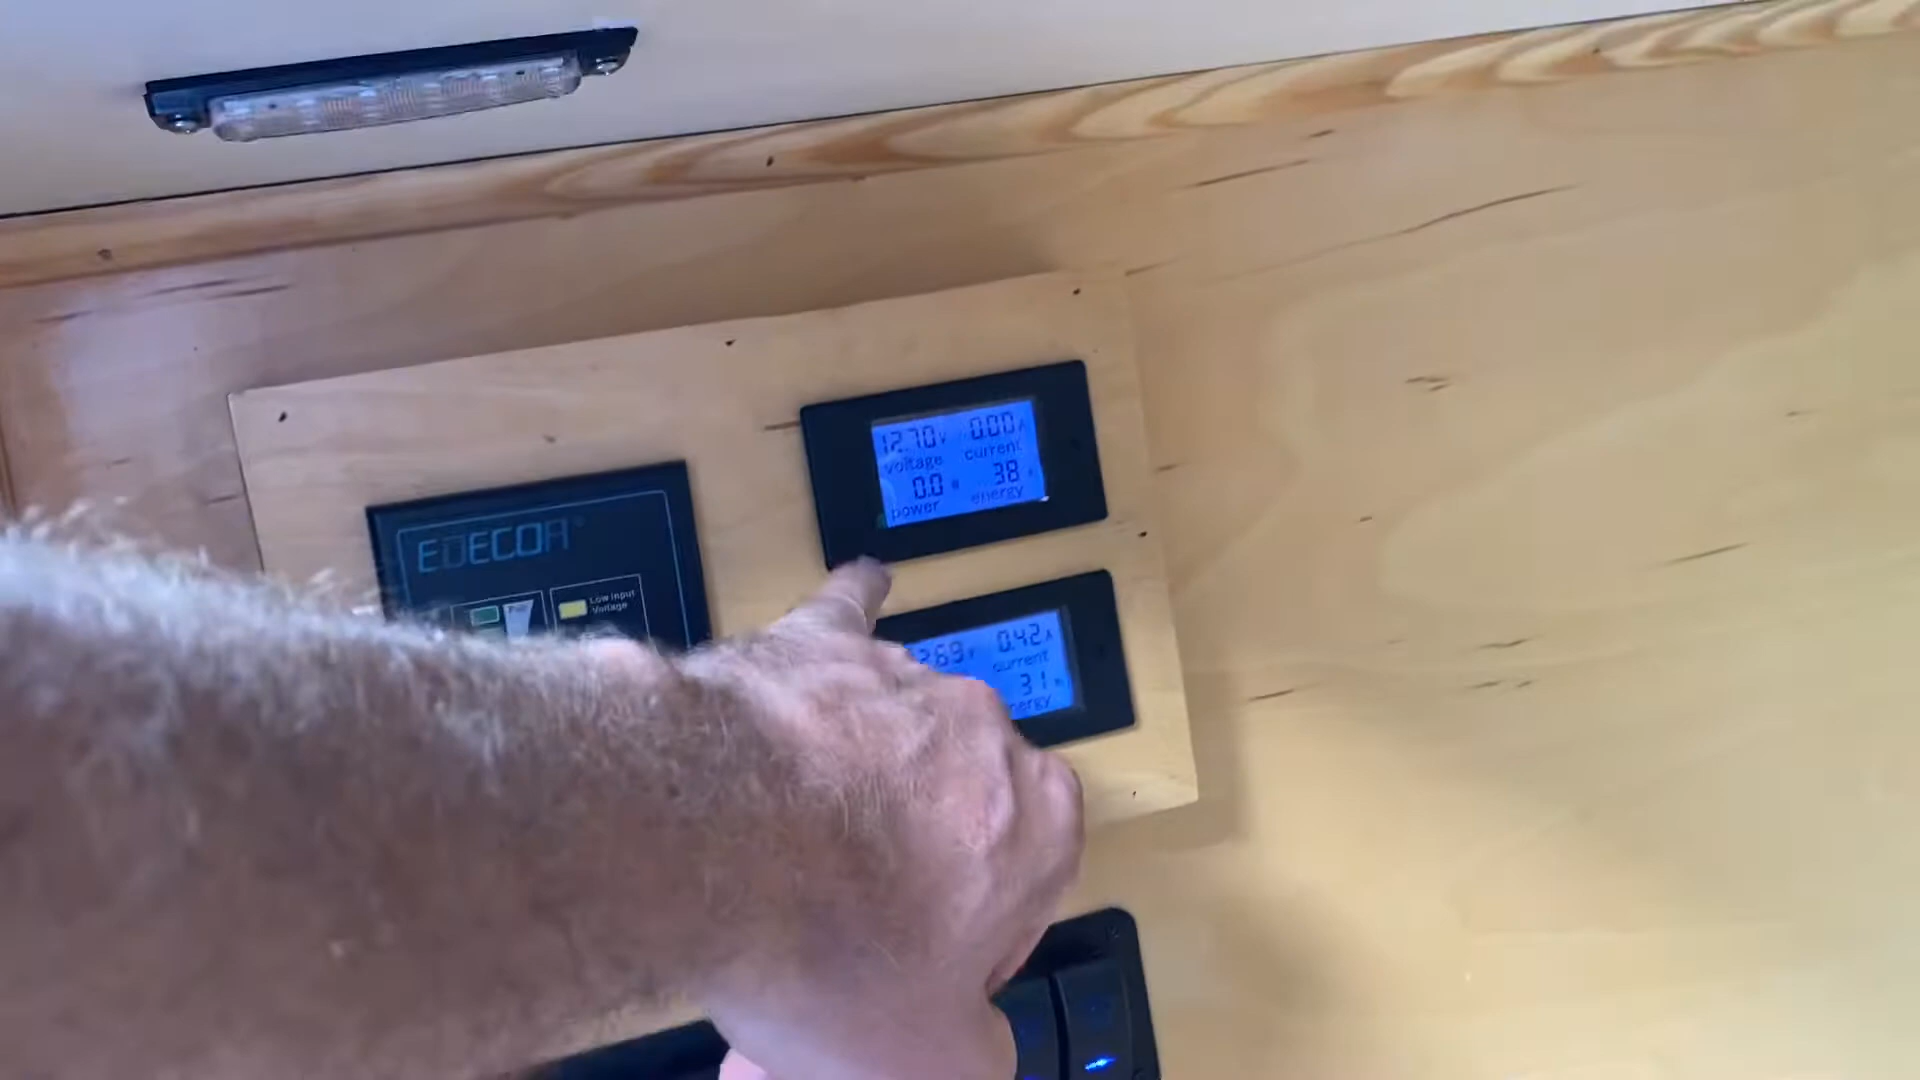 12.70V 0.00A
voltage current
0.0 38
power energy
EDECOA
Low Input
Voltage
269V 0.42A
current
31
energy